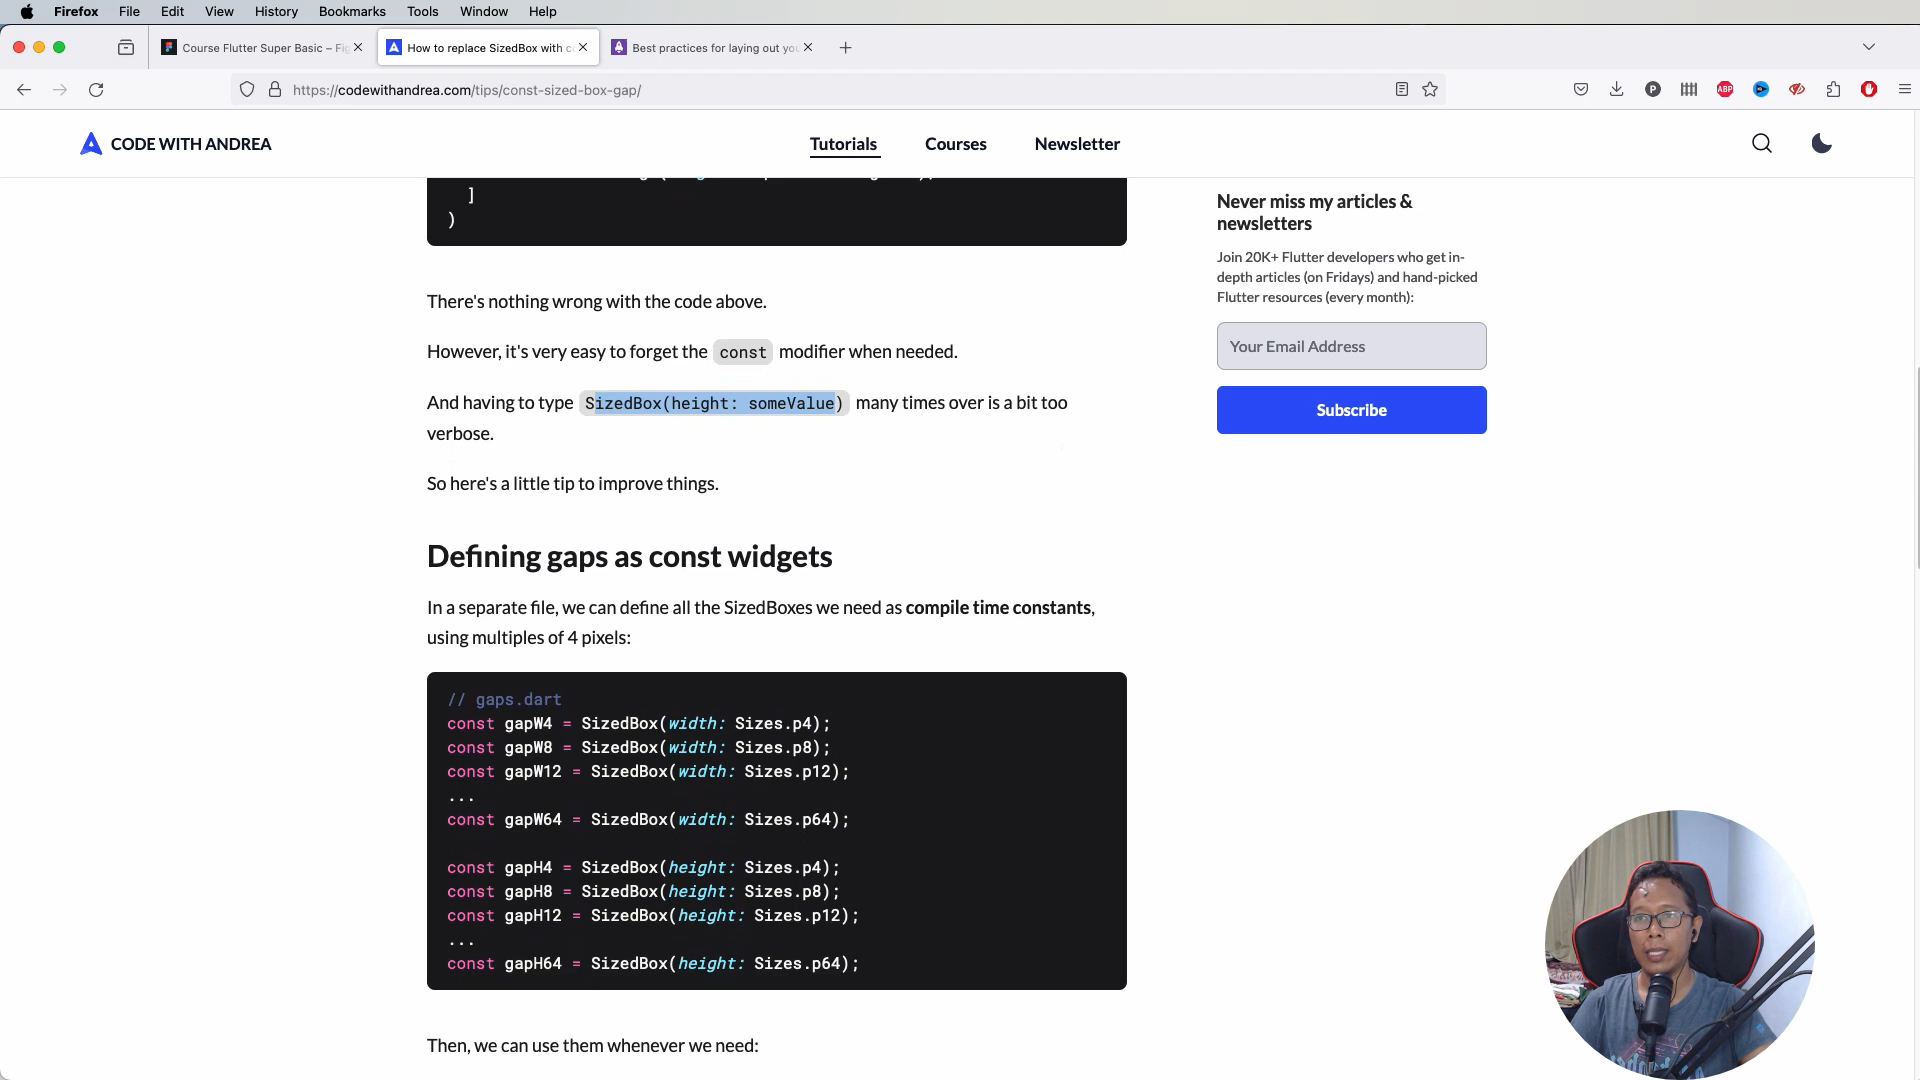 Firefox File Edit View History Bookmarks Tools Window Help
Course Flutter Super Basic – Fig
How to replace SizedBox with c
Best practices for laying out you
https://codewithandrea.com/tips/const-sized-box-gap/
P
ABP
CODE WITH ANDREA
Tutorials Courses Newsletter
]
)
There's nothing wrong with the code above.
However, it's very easy to forget the const modifier when needed.
And having to type SizedBox(height: someValue) many times over is a bit too
verbose.
So here's a little tip to improve things.
Defining gaps as const widgets
In a separate file, we can define all the SizedBoxes we need as compile time constants,
using multiples of 4 pixels:
// gaps.dart
const gapW4 = SizedBox(width: Sizes.p4);
const gapW8 = SizedBox(width: Sizes.p8);
const gapW12 = SizedBox(width: Sizes.p12);
...
const gapW64 = SizedBox(width: Sizes.p64);
const gapH4 = SizedBox(height: Sizes.p4);
const gapH8 = SizedBox(height: Sizes.p8);
const gapH12 = SizedBox(height: Sizes.p12);
...
const gapH64 = SizedBox(height: Sizes.p64);
Then, we can use them whenever we need:
Never miss my articles &
newsletters
Join 20K+ Flutter developers who get in-
depth articles (on Fridays) and hand-picked
Flutter resources (every month):
Your Email Address
Subscribe